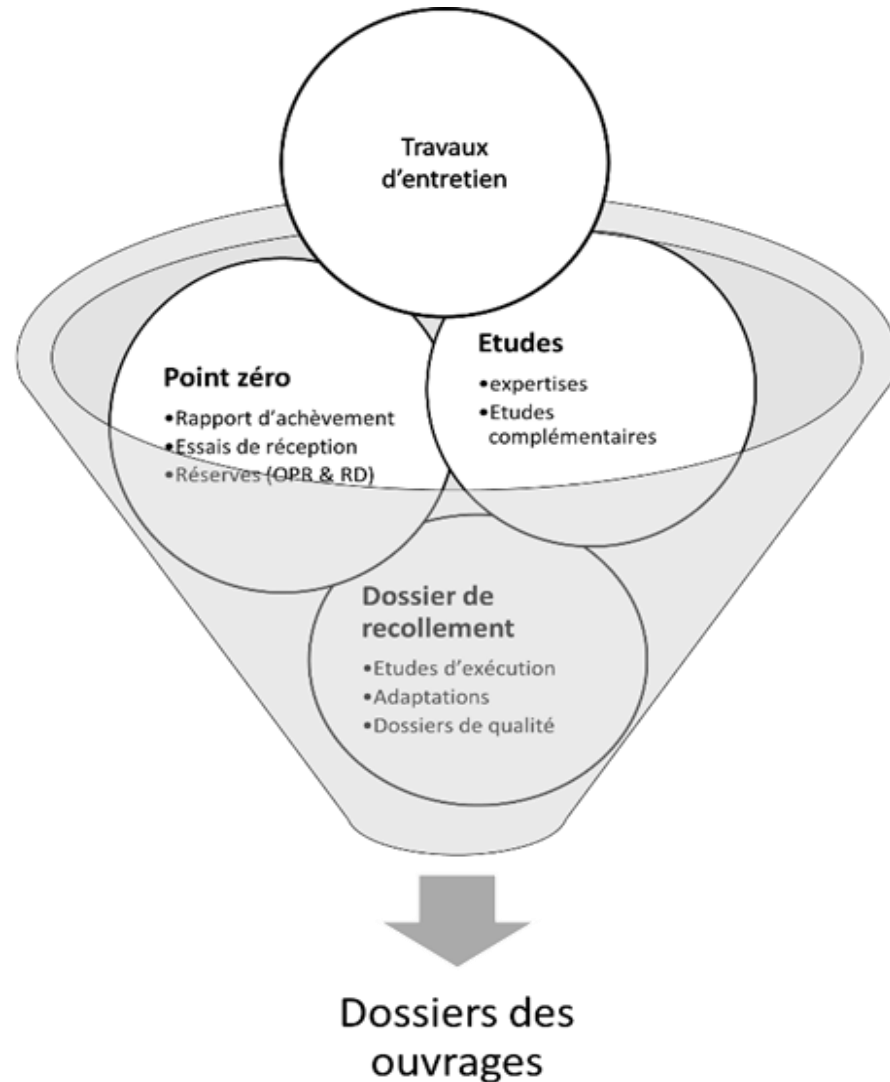 Travaux
d'entretien
Point zéro
•Rapport d'achèvement
•Essais de réception
•Réserves (OPR & RD)
Etudes
•expertises
•Etudes
complémentaires
Dossier de
recollement
•Etudes d'exécution
•Adaptations
•Dossiers de qualité
Dossiers des
ouvrages